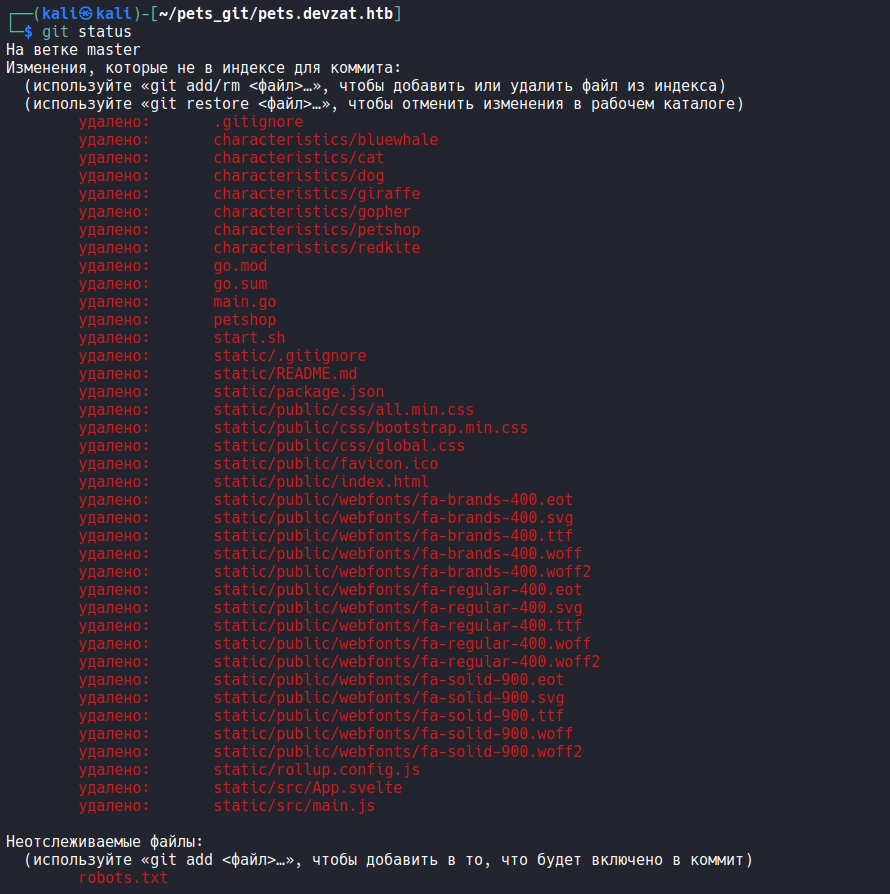 ┌──(kali㉿kali)-[~/pets_git/pets.devzat.htb]
└─$ git status
На ветке master
Изменения, которые не в индексе для коммита:
  (используйте «git add/rm <файл>…», чтобы добавить или удалить файл из индекса)
  (используйте «git restore <файл>…», чтобы отменить изменения в рабочем каталоге)
        удалено:       .gitignore
        удалено:       characteristics/bluewhale
        удалено:       characteristics/cat
        удалено:       characteristics/dog
        удалено:       characteristics/giraffe
        удалено:       characteristics/gopher
        удалено:       characteristics/petshop
        удалено:       characteristics/redkite
        удалено:       go.mod
        удалено:       go.sum
        удалено:       main.go
        удалено:       petshop
        удалено:       start.sh
        удалено:       static/.gitignore
        удалено:       static/README.md
        удалено:       static/package.json
        удалено:       static/public/css/all.min.css
        удалено:       static/public/css/bootstrap.min.css
        удалено:       static/public/css/global.css
        удалено:       static/public/favicon.ico
        удалено:       static/public/index.html
        удалено:       static/public/webfonts/fa-brands-400.eot
        удалено:       static/public/webfonts/fa-brands-400.svg
        удалено:       static/public/webfonts/fa-brands-400.ttf
        удалено:       static/public/webfonts/fa-brands-400.woff
        удалено:       static/public/webfonts/fa-brands-400.woff2
        удалено:       static/public/webfonts/fa-regular-400.eot
        удалено:       static/public/webfonts/fa-regular-400.svg
        удалено:       static/public/webfonts/fa-regular-400.ttf
        удалено:       static/public/webfonts/fa-regular-400.woff
        удалено:       static/public/webfonts/fa-regular-400.woff2
        удалено:       static/public/webfonts/fa-solid-900.eot
        удалено:       static/public/webfonts/fa-solid-900.svg
        удалено:       static/public/webfonts/fa-solid-900.ttf
        удалено:       static/public/webfonts/fa-solid-900.woff
        удалено:       static/public/webfonts/fa-solid-900.woff2
        удалено:       static/rollup.config.js
        удалено:       static/src/App.svelte
        удалено:       static/src/main.js

Неотслеживаемые файлы:
  (используйте «git add <файл>…», чтобы добавить в то, что будет включено в коммит)
        robots.txt